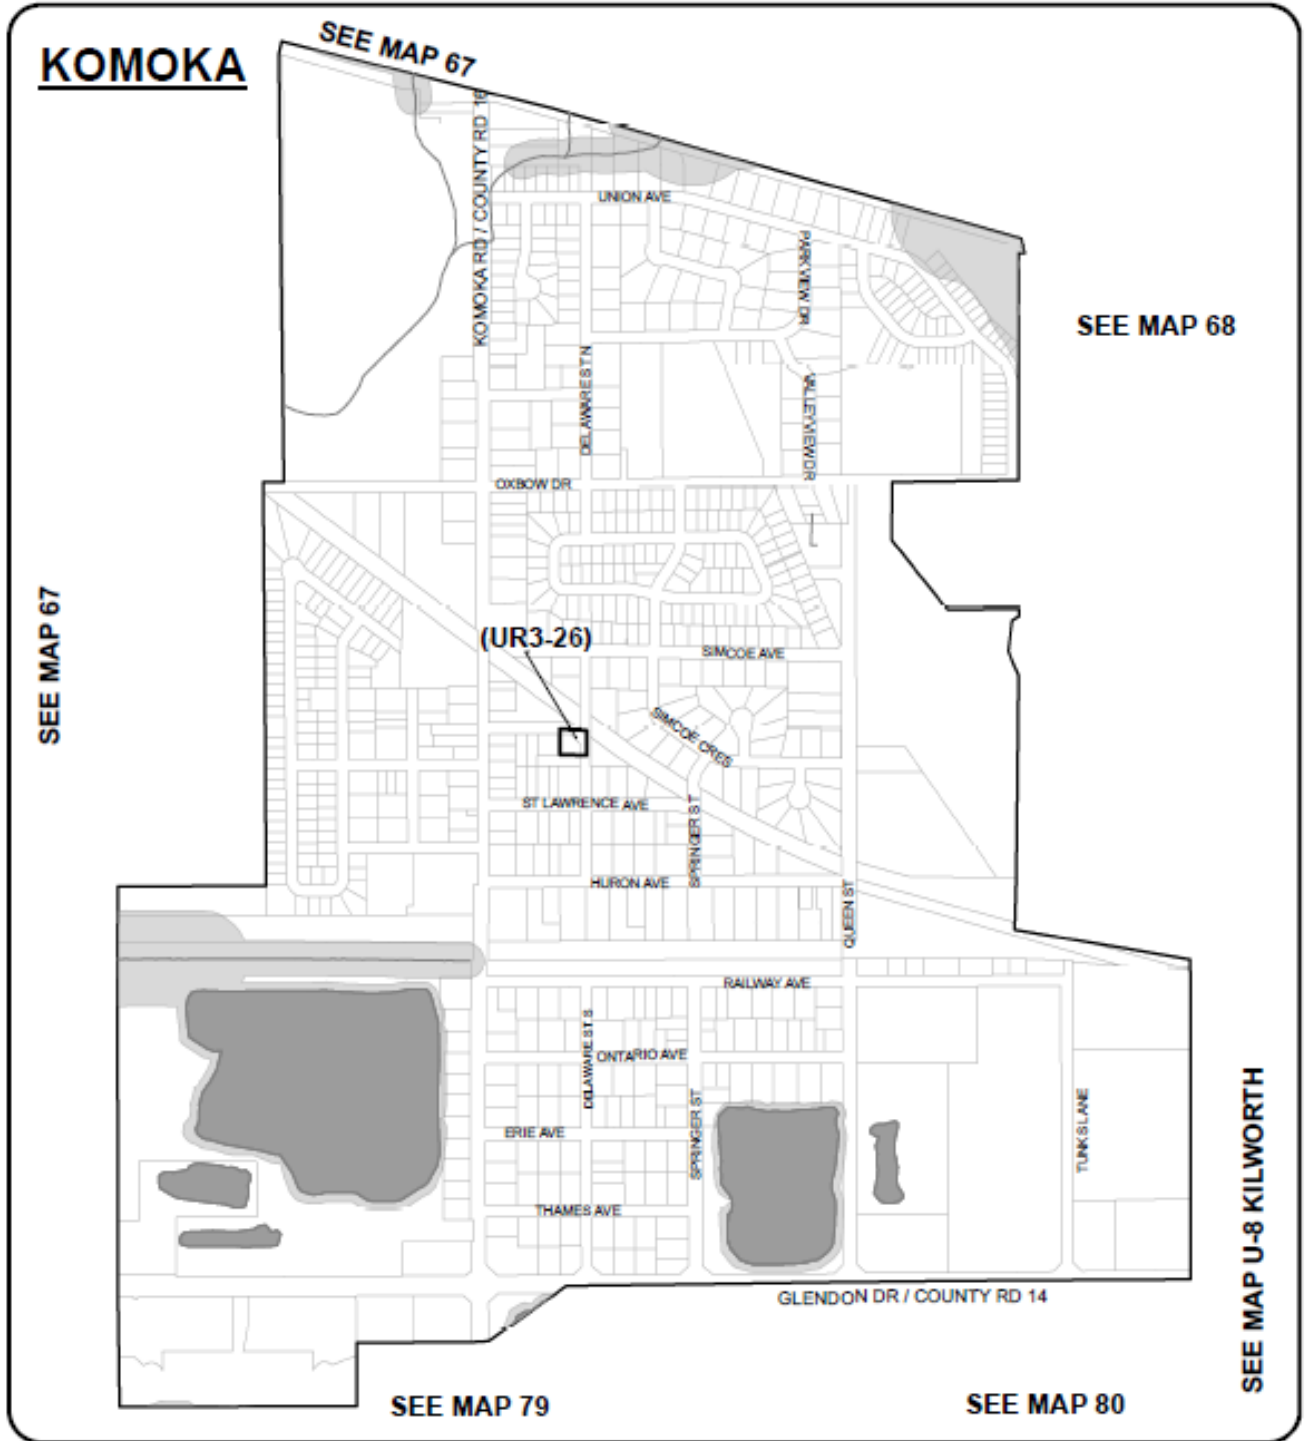 KOMOKA
SEE MAP 67
KOMOKA RD / COUNTY RD 16
UNION AVE
PARKVIEW DR
SEE MAP 68
DELAWARE ST N
VALLEYVIEW DR
OXBOW DR
SEE MAP 67
(UR3-26)
SIMCOE AVE
SIMCOE CRES
ST LAWRENCE AVE
SPRINGER ST
HURON AVE
QUEEN ST
RAILWAY AVE
DELAWARE ST S
ONTARIO AVE
SPRINGER ST
ERIE AVE
TUNKS LANE
THAMES AVE
SEE MAP U-8 KILWORTH
GLENDON DR / COUNTY RD 14
SEE MAP 79
SEE MAP 80